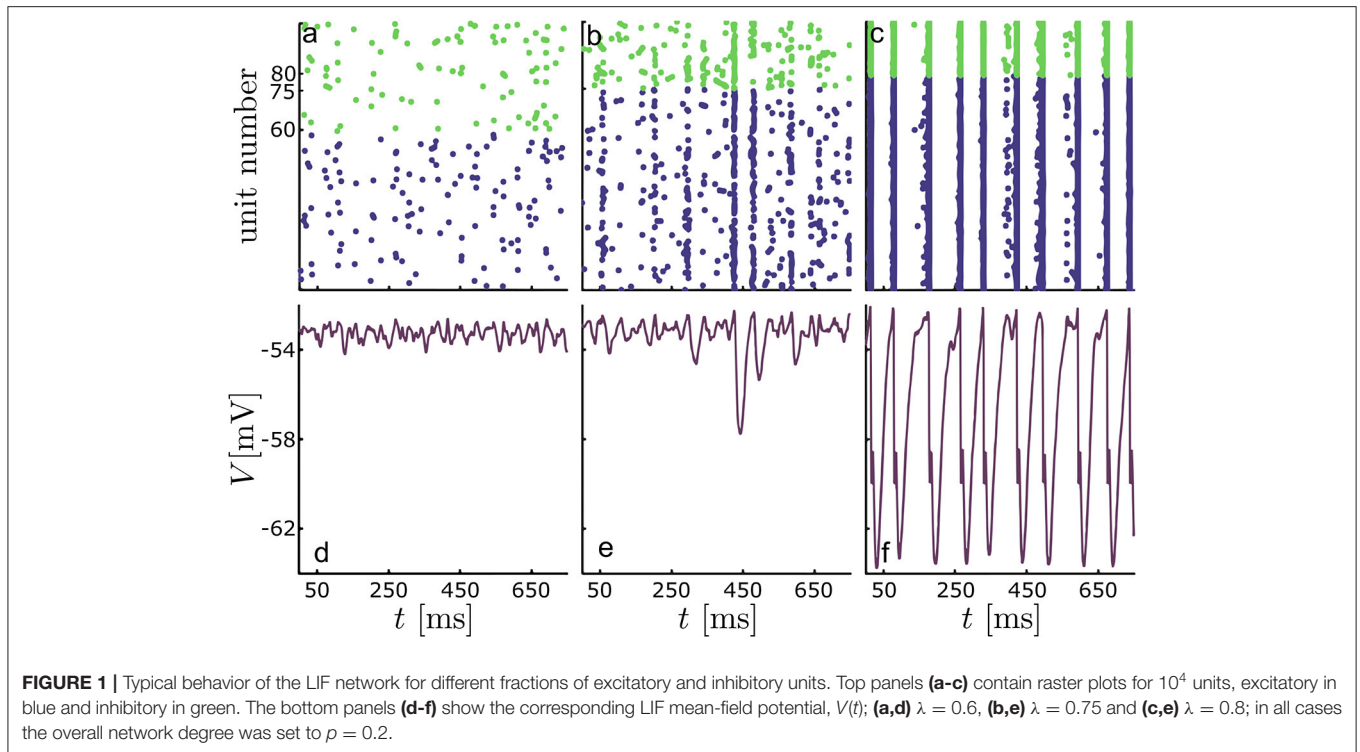 a
b
c
80
75
60
unit number
-54
-58
-62
V [mV]
d
e
f
50 250 450 650
50 250 450 650
50 250 450 650
t [ms]
t [ms]
t [ms]
FIGURE 1 | Typical behavior of the LIF network for different fractions of excitatory and inhibitory units. Top panels (a-c) contain raster plots for 10⁴ units, excitatory in
blue and inhibitory in green. The bottom panels (d-f) show the corresponding LIF mean-field potential, V(t); (a,d) λ = 0.6, (b,e) λ = 0.75 and (c,e) λ = 0.8; in all cases
the overall network degree was set to p = 0.2.